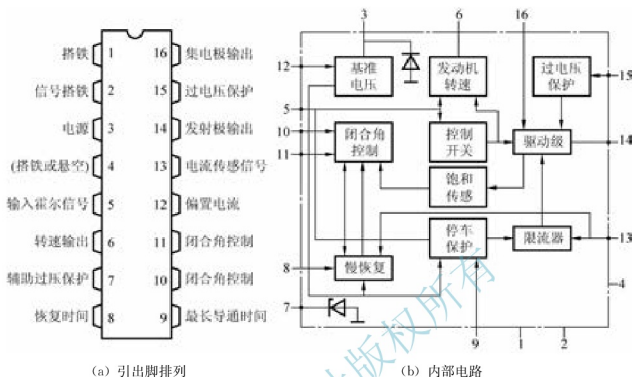 搭铁 1 16 集电极输出
信号搭铁 2 15 过电压保护
电源 3 14 发射极输出
(搭铁或悬空) 4 13 电流传感信号
输入霍尔信号 5 12 偏置电流
转速输出 6 11 闭合角控制
辅助过压保护 7 10 闭合角控制
恢复时间 8 9 最长导通时间
(a) 引出脚排列
3 6 16
12
基准
电压
发动机
转速
过电压
保护
15
5
10
11
闭合角
控制
控制
开关
驱动级
14
饱和
传感
停车
保护
限流器
13
8
慢恢复
4
7
9 1 2
(b) 内部电路
版权所有